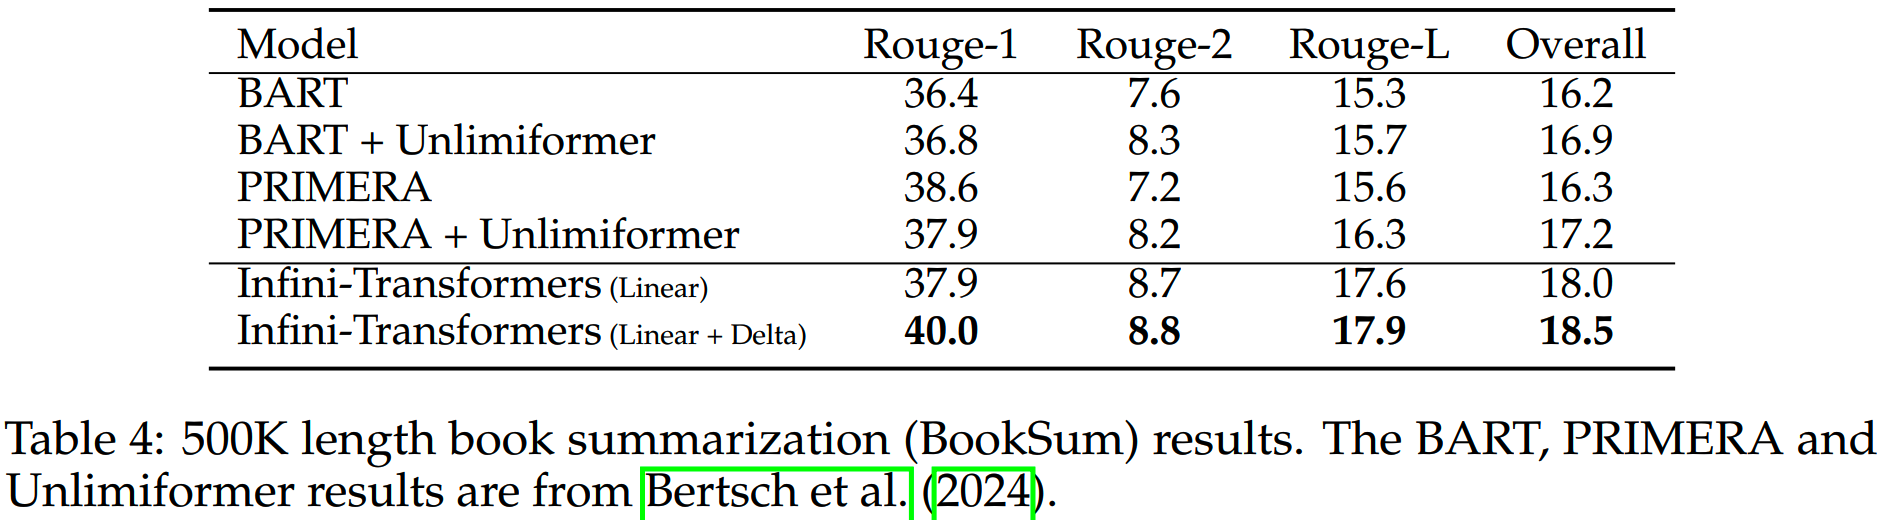 Model Rouge-1 Rouge-2 Rouge-L Overall
BART 36.4 7.6 15.3 16.2
BART + Unlimiformer 36.8 8.3 15.7 16.9
PRIMERA 38.6 7.2 15.6 16.3
PRIMERA + Unlimiformer 37.9 8.2 16.3 17.2
Infini-Transformers (Linear) 37.9 8.7 17.6 18.0
Infini-Transformers (Linear + Delta) 40.0 8.8 17.9 18.5
Table 4: 500K length book summarization (BookSum) results. The BART, PRIMERA and
Unlimiformer results are from Bertsch et al. (2024).